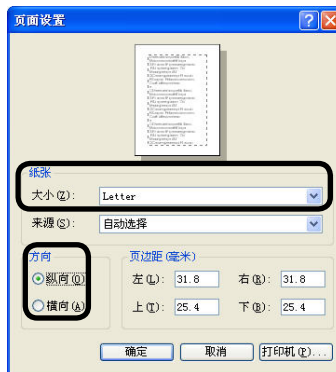 页面设置
纸张
大小(Z): Letter
来源(S): 自动选择
方向
纵向(O)
横向(A)
页边距(毫米)
左(L): 31.8 右(R): 31.8
上(T): 25.4 下(B): 25.4
确定 取消 打印机(P)...